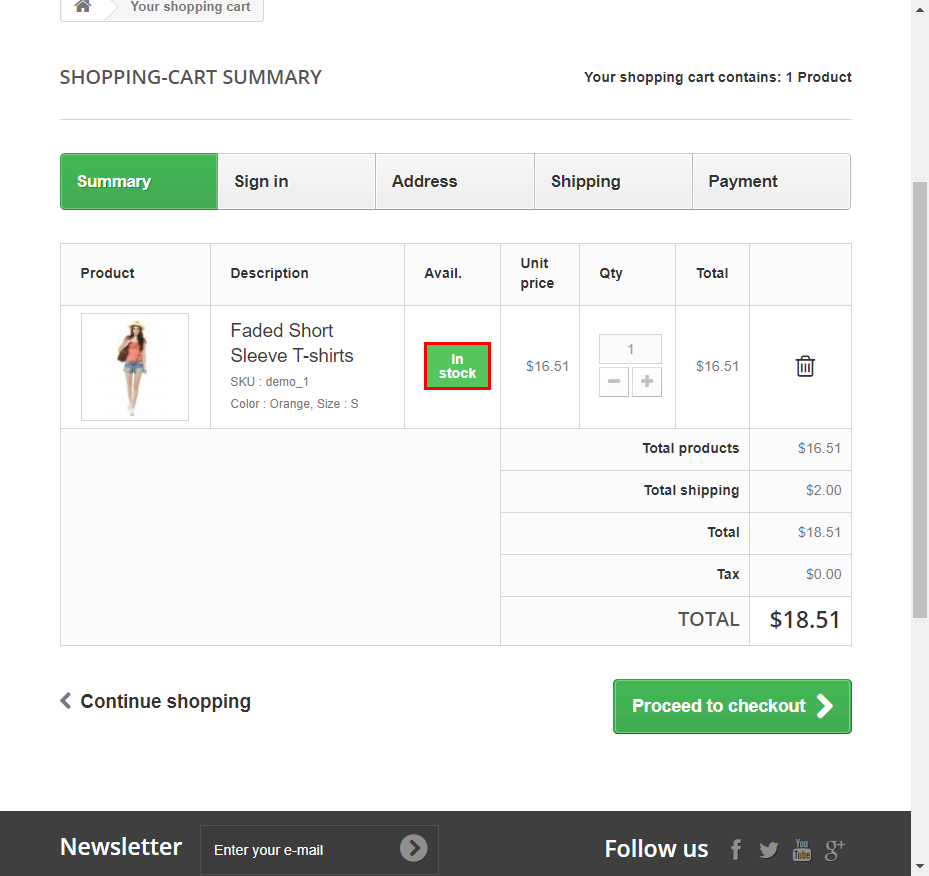 Your shopping cart
SHOPPING-CART SUMMARY
Your shopping cart contains: 1 Product
Summary
Sign in
Address
Shipping
Payment
Product
Description
Avail.
Unit
price
Qty
Total
Faded Short
Sleeve T-shirts
SKU : demo_1
Color : Orange, Size : S
In
stock
$16.51
1
$16.51
Total products
$16.51
Total shipping
$2.00
Total
$18.51
Tax
$0.00
TOTAL
$18.51
Continue shopping
Proceed to checkout
Newsletter
Enter your e-mail
Follow us
You
Tube